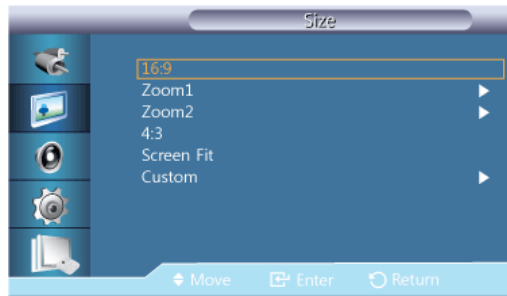 Size
16:9
Zoom1
Zoom2
4:3
Screen Fit
Custom
Move Enter Return